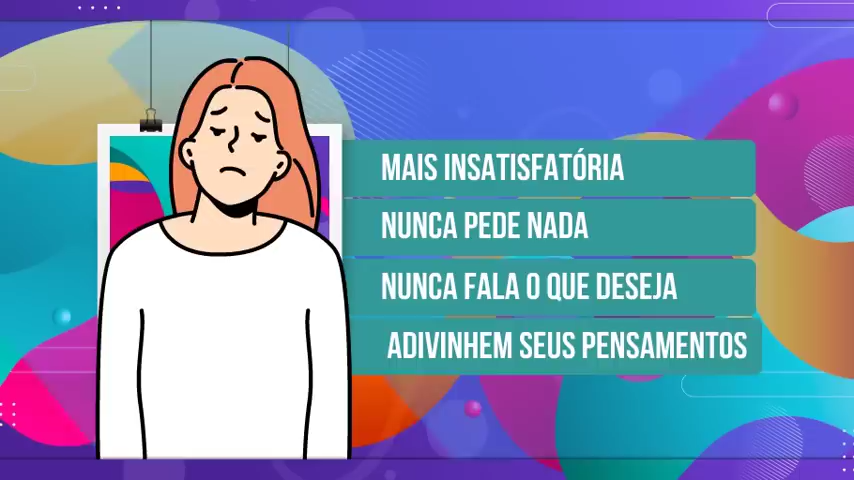 MAIS INSATISFATÓRIA
NUNCA PEDE NADA
NUNCA FALA O QUE DESEJA
ADIVINHEM SEUS PENSAMENTOS